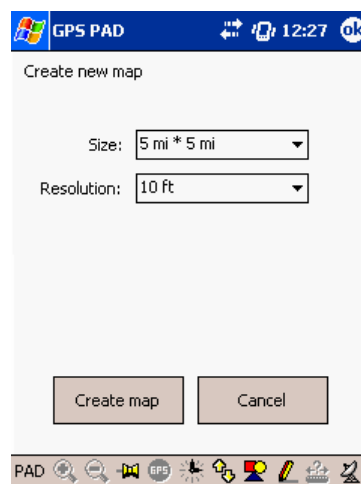 GPS PAD 12:27 ok
Create new map
Size: 5 mi * 5 mi
Resolution: 10 ft
Create map Cancel
PAD GPS